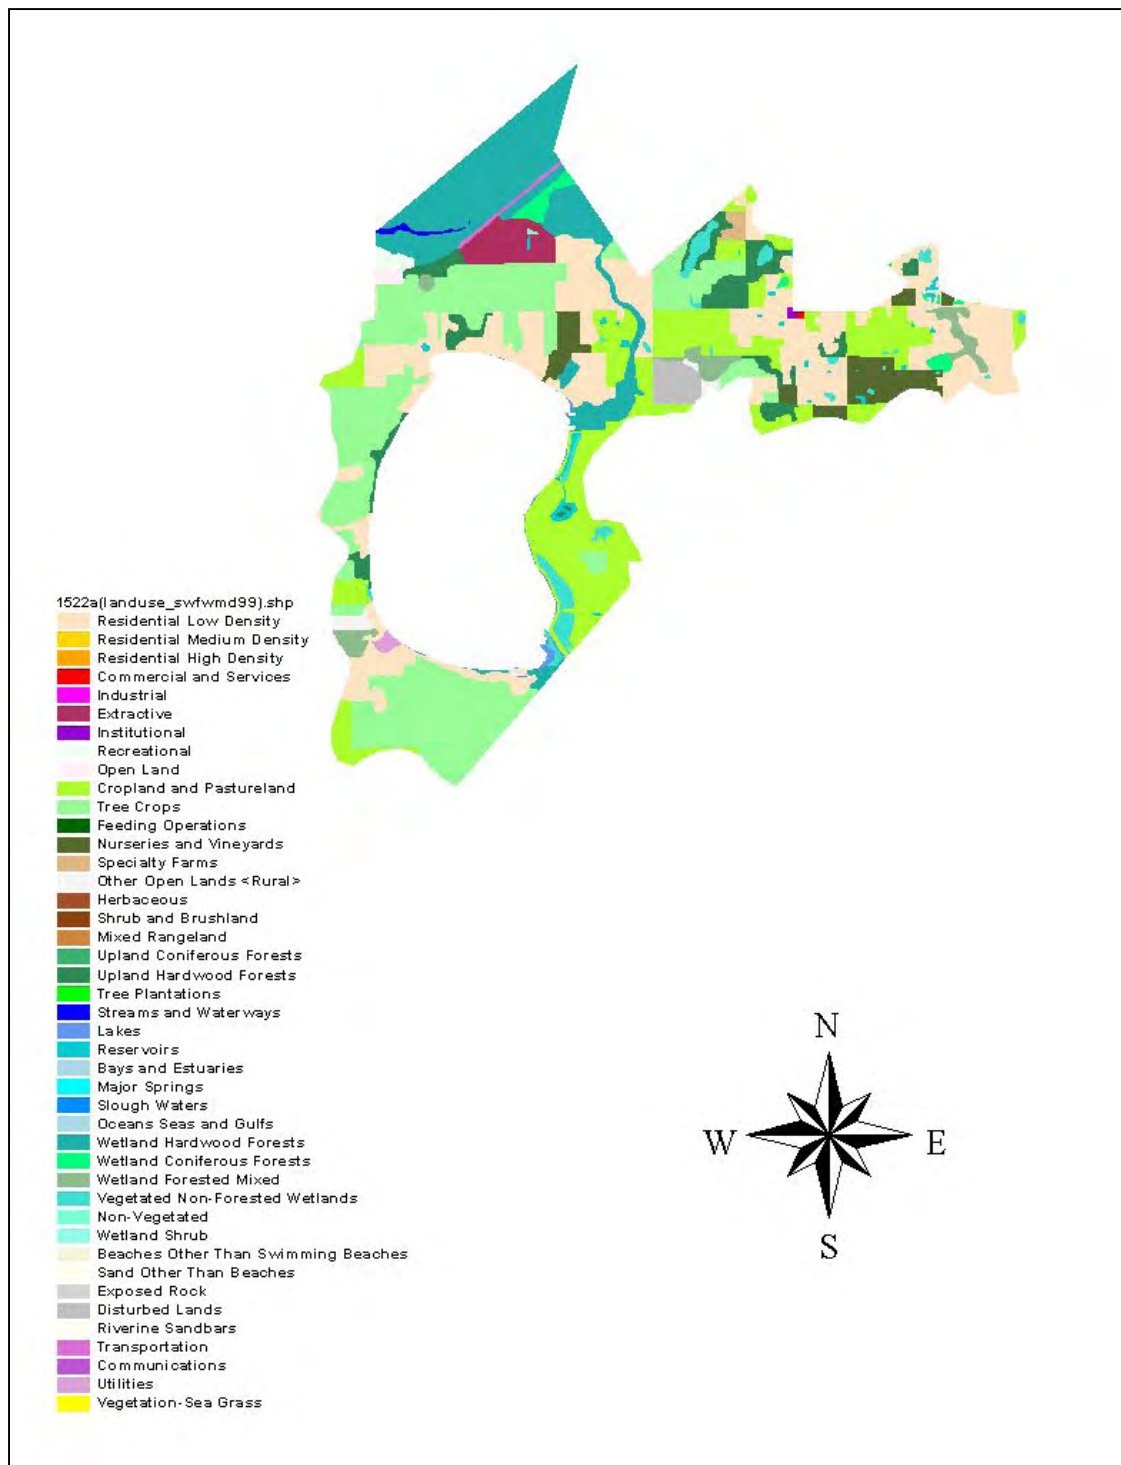 1522a(landuse_swfwmd99).shp
Residential Low Density
Residential Medium Density
Residential High Density
Commercial and Services
Industrial
Extractive
Institutional
Recreational
Open Land
Cropland and Pastureland
Tree Crops
Feeding Operations
Nurseries and Vineyards
Specialty Farms
Other Open Lands <Rural>
Herbaceous
Shrub and Brushland
Mixed Rangeland
Upland Coniferous Forests
Upland Hardwood Forests
Tree Plantations
Streams and Waterways
Lakes
Reservoirs
Bays and Estuaries
Major Springs
Slough Waters
Oceans Seas and Gulfs
Wetland Hardwood Forests
Wetland Coniferous Forests
Wetland Forested Mixed
Vegetated Non-Forested Wetlands
Non-Vegetated
Wetland Shrub
Beaches Other Than Swimming Beaches
Sand Other Than Beaches
Exposed Rock
Disturbed Lands
Riverine Sandbars
Transportation
Communications
Utilities
Vegetation-Sea Grass
N
W E
S